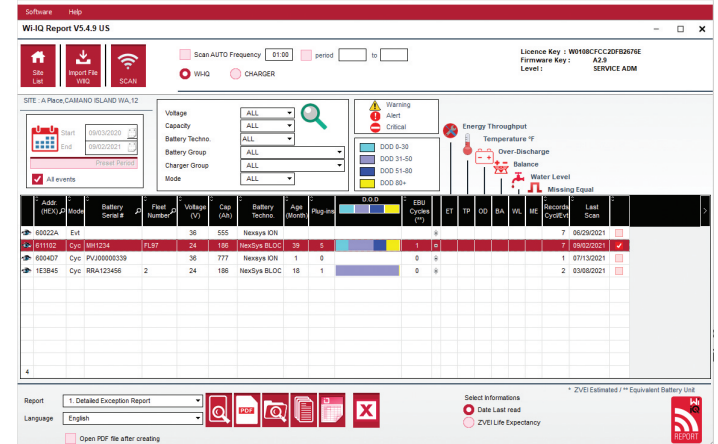 Software Help
Wi-IQ Report V5.4.9 US
Site List
Import File WIIQ
SCAN
Scan AUTO Frequency 01:00 period to
WI-IQ CHARGER
Licence Key : W0108CFCC2DFB2676E
Firmware Key : A2.9
Level : SERVICE ADM
SITE : A Place,CAMANO ISLAND WA,12
Start 09/03/2020
End 09/02/2021
Preset Period
All events
Voltage ALL
Capacity ALL
Battery Techno. ALL
Battery Group ALL
Charger Group ALL
Mode ALL
Warning
Alert
Critical
DOD 0-30
DOD 31-50
DOD 51-80
DOD 80+
Energy Throughput
Temperature °F
Over-Discharge
Balance
Water Level
Missing Equal
Addr. (HEX) Mode Battery Serial # Fleet Number Voltage (V) Cap (Ah) Battery Techno. Age (Month) Plug-ins D.O.D EBU Cycles (**) ET TP OD BA WL ME Records Cycl/Evt Last Scan
60022A Evt 36 555 Nexsys ION 7 06/29/2021
611102 Cyc MH1234 FL97 24 186 NexSys BLOC 39 5 0 7 09/02/2021
6004D7 Cyc PVJ00000339 36 777 Nexsys ION 1 0 1 07/13/2021
1E3B45 Cyc RRA123456 2 24 186 NexSys BLOC 18 1 0 2 03/08/2021
4
* ZVEI Estimated / ** Equivalent Battery Unit
Report 1. Detailed Exception Report
Language English
Open PDF file after creating
PDF
X
Select Informations
Date Last read
ZVEI Life Expectancy
Wi iQ
REPORT